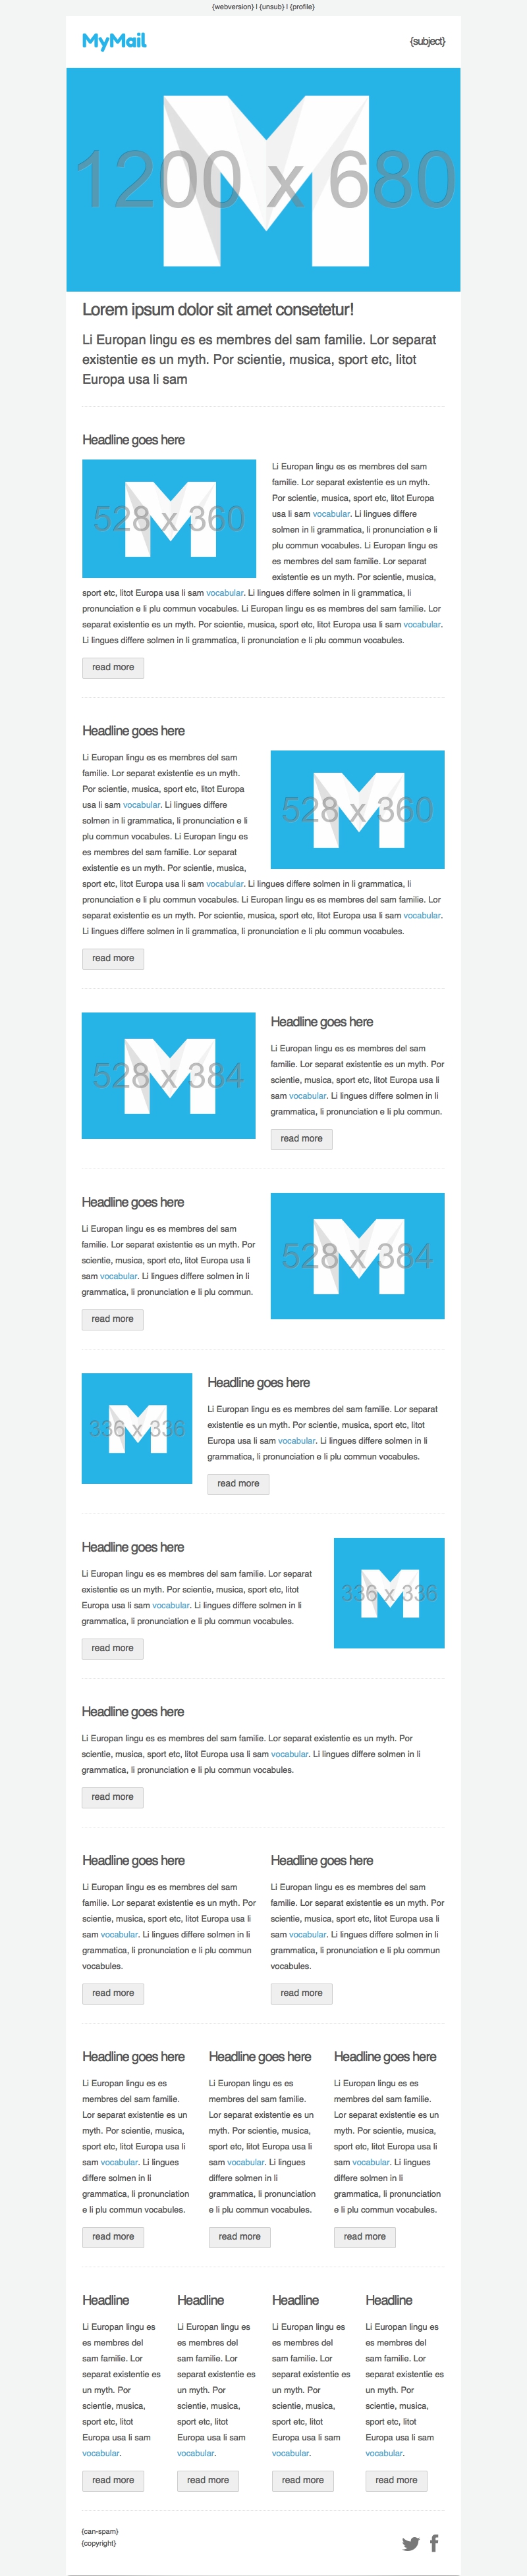 {webversion} | {unsub} | {profile}
MyMail
{subject}
1200 x 680
Lorem ipsum dolor sit amet consetetur!
Li Europan lingu es es membres del sam familie. Lor separat
existentie es un myth. Por scientie, musica, sport etc, litot
Europa usa li sam
Headline goes here
528 x 360
Li Europan lingu es es membres del sam
familie. Lor separat existentie es un myth.
Por scientie, musica, sport etc, litot Europa
usa li sam vocabular. Li lingues differe
solmen in li grammatica, li pronunciation e li
plu commun vocabules. Li Europan lingu es
es membres del sam familie. Lor separat
existentie es un myth. Por scientie, musica,
sport etc, litot Europa usa li sam vocabular. Li lingues differe solmen in li grammatica, li
pronunciation e li plu commun vocabules. Li Europan lingu es es membres del sam familie. Lor
separat existentie es un myth. Por scientie, musica, sport etc, litot Europa usa li sam vocabular.
Li lingues differe solmen in li grammatica, li pronunciation e li plu commun vocabules.
read more
Headline goes here
Li Europan lingu es es membres del sam
familie. Lor separat existentie es un myth.
Por scientie, musica, sport etc, litot Europa
usa li sam vocabular. Li lingues differe
solmen in li grammatica, li pronunciation e li
plu commun vocabules. Li Europan lingu es
es membres del sam familie. Lor separat
existentie es un myth. Por scientie, musica,
528 x 360
sport etc, litot Europa usa li sam vocabular. Li lingues differe solmen in li grammatica, li
pronunciation e li plu commun vocabules. Li Europan lingu es es membres del sam familie. Lor
separat existentie es un myth. Por scientie, musica, sport etc, litot Europa usa li sam vocabular.
Li lingues differe solmen in li grammatica, li pronunciation e li plu commun vocabules.
read more
528 x 384
Headline goes here
Li Europan lingu es es membres del sam
familie. Lor separat existentie es un myth. Por
scientie, musica, sport etc, litot Europa usa li
sam vocabular. Li lingues differe solmen in li
grammatica, li pronunciation e li plu commun.
read more
Headline goes here
Li Europan lingu es es membres del sam
familie. Lor separat existentie es un myth. Por
scientie, musica, sport etc, litot Europa usa li
sam vocabular. Li lingues differe solmen in li
grammatica, li pronunciation e li plu commun.
read more
528 x 384
336 x 336
Headline goes here
Li Europan lingu es es membres del sam familie. Lor separat
existentie es un myth. Por scientie, musica, sport etc, litot
Europa usa li sam vocabular. Li lingues differe solmen in li
grammatica, li pronunciation e li plu commun vocabules.
read more
Headline goes here
Li Europan lingu es es membres del sam familie. Lor separat
existentie es un myth. Por scientie, musica, sport etc, litot
Europa usa li sam vocabular. Li lingues differe solmen in li
grammatica, li pronunciation e li plu commun vocabules.
read more
336 x 336
Headline goes here
Li Europan lingu es es membres del sam familie. Lor separat existentie es un myth. Por
scientie, musica, sport etc, litot Europa usa li sam vocabular. Li lingues differe solmen in li
grammatica, li pronunciation e li plu commun vocabules.
read more
Headline goes here
Li Europan lingu es es membres del sam
familie. Lor separat existentie es un myth. Por
scientie, musica, sport etc, litot Europa usa li
sam vocabular. Li lingues differe solmen in li
grammatica, li pronunciation e li plu commun
vocabules.
read more
Headline goes here
Li Europan lingu es es membres del sam
familie. Lor separat existentie es un myth. Por
scientie, musica, sport etc, litot Europa usa li
sam vocabular. Li lingues differe solmen in li
grammatica, li pronunciation e li plu commun
vocabules.
read more
Headline goes here
Li Europan lingu es es
membres del sam familie.
Lor separat existentie es un
myth. Por scientie, musica,
sport etc, litot Europa usa li
sam vocabular. Li lingues
differe solmen in li
grammatica, li pronunciation
e li plu commun vocabules.
read more
Headline goes here
Li Europan lingu es es
membres del sam familie.
Lor separat existentie es un
myth. Por scientie, musica,
sport etc, litot Europa usa li
sam vocabular. Li lingues
differe solmen in li
grammatica, li pronunciation
e li plu commun vocabules.
read more
Headline goes here
Li Europan lingu es es
membres del sam familie.
Lor separat existentie es un
myth. Por scientie, musica,
sport etc, litot Europa usa li
sam vocabular. Li lingues
differe solmen in li
grammatica, li pronunciation
e li plu commun vocabules.
read more
Headline
Li Europan lingu es
es membres del
sam familie. Lor
separat existentie es
un myth. Por
scientie, musica,
sport etc, litot
Europa usa li sam
vocabular.
read more
Headline
Li Europan lingu es
es membres del
sam familie. Lor
separat existentie es
un myth. Por
scientie, musica,
sport etc, litot
Europa usa li sam
vocabular.
read more
Headline
Li Europan lingu es
es membres del
sam familie. Lor
separat existentie es
un myth. Por
scientie, musica,
sport etc, litot
Europa usa li sam
vocabular.
read more
Headline
Li Europan lingu es
es membres del
sam familie. Lor
separat existentie es
un myth. Por
scientie, musica,
sport etc, litot
Europa usa li sam
vocabular.
read more
{can-spam}
{copyright}